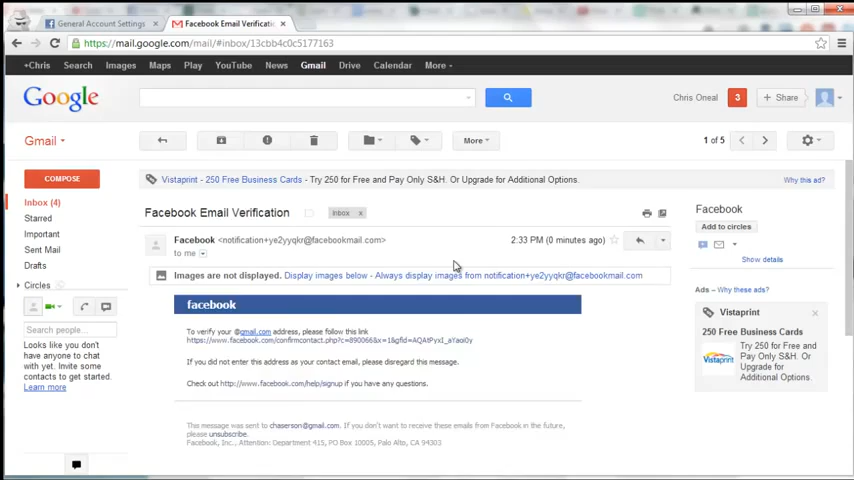 General Account Settings
Facebook Email Verificatio
https://mail.google.com/mail/#inbox/13cbb4c0c5177163
+Chris Search Images Maps Play YouTube News Gmail Drive Calendar More
Google
Chris Oneal 3 + Share
Gmail
More
1 of 5
COMPOSE
Vistaprint - 250 Free Business Cards - Try 250 for Free and Pay Only S&H. Or Upgrade for Additional Options.
Why this ad?
Inbox (4)
Starred
Important
Sent Mail
Drafts
Circles
Search people...
Looks like you don't
have anyone to chat
with yet. Invite some
contacts to get started.
Learn more
Facebook Email Verification
Inbox x
Facebook <notification+ye2yyqkr@facebookmail.com>
2:33 PM (0 minutes ago)
to me
Images are not displayed. Display images below - Always display images from notification+ye2yyqkr@facebookmail.com
facebook
To verify your @gmail.com address, please follow this link
https://www.facebook.com/confirmcontact.php?c=890066&x=1&gfid=AQAtPyxI_aYaoi0y
If you did not enter this address as your contact email, please disregard this message.
Check out http://www.facebook.com/help/signup if you have any questions.
This message was sent to chaserson@gmail.com. If you don't want to receive these emails from Facebook in the future,
please unsubscribe.
Facebook, Inc., Attention: Department 415, PO Box 10005, Palo Alto, CA 94303
Facebook
Add to circles
Show details
Ads - Why these ads?
Vistaprint
250 Free Business Cards
Try 250 for Free and
Pay Only S&H. Or
Upgrade for
Additional Options.
vistaprint